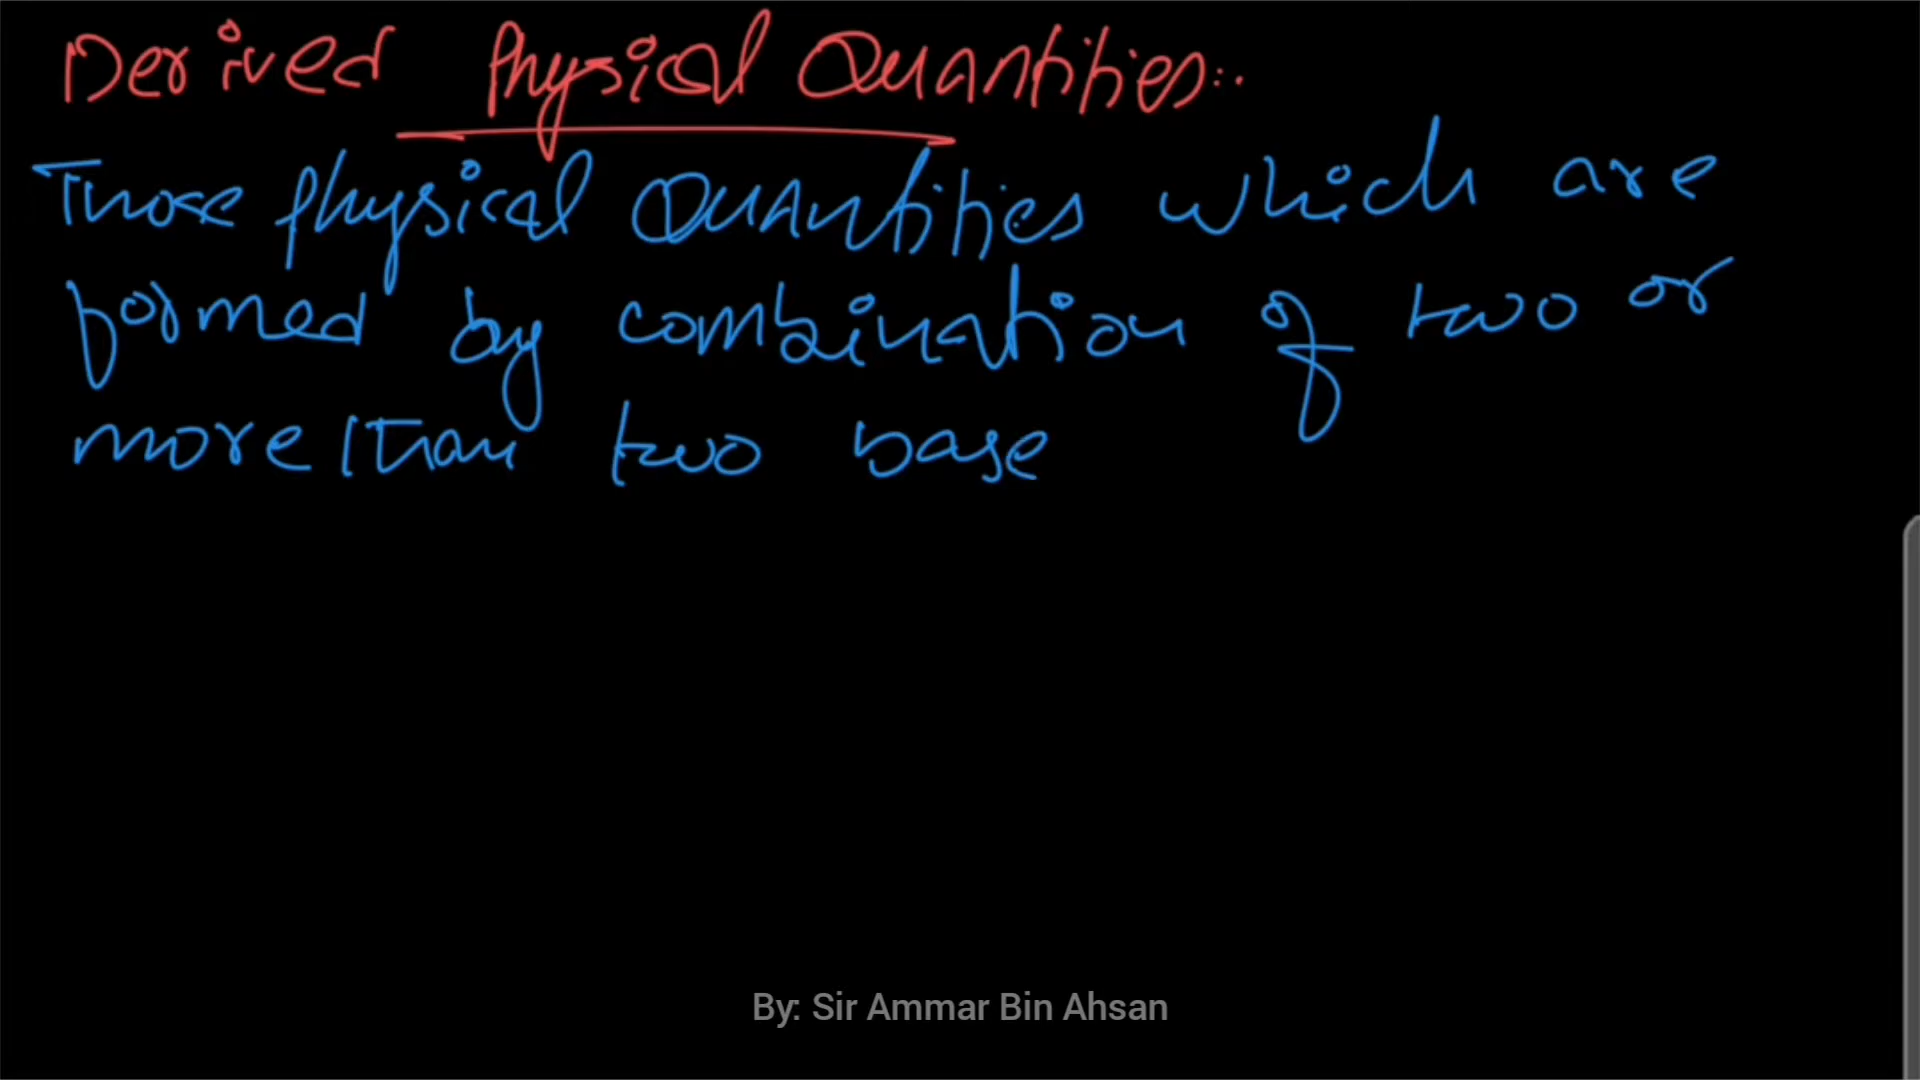 Derived Physical Quantities:-
Those physical Quantities which are
formed by combination of two or
more than two base
By: Sir Ammar Bin Ahsan